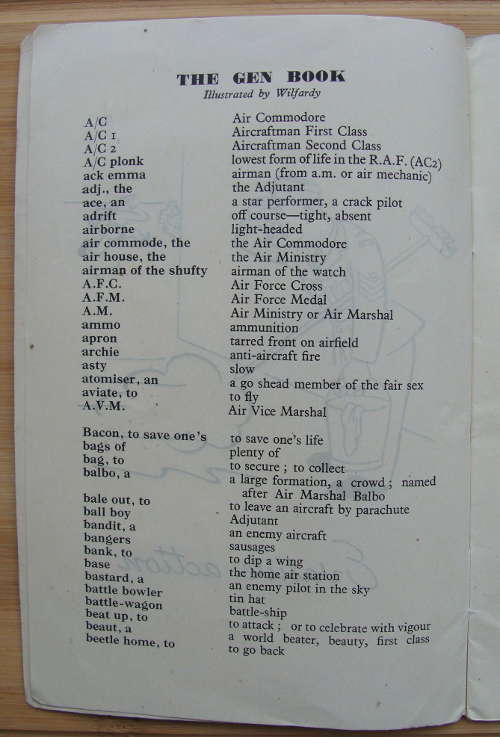 THE GEN BOOK
Illustrated by Wilfardy
A/C Air Commodore
A/C 1 Aircraftman First Class
A/C 2 Aircraftman Second Class
A/C plonk lowest form of life in the R.A.F. (AC2)
ack emma airman (from a.m. or air mechanic)
adj., the the Adjutant
ace, an a star performer, a crack pilot
adrift off course—tight, absent
airborne light-headed
air commode, the the Air Commodore
air house, the the Air Ministry
airman of the shufty airman of the watch
A.F.C. Air Force Cross
A.F.M. Air Force Medal
A.M. Air Ministry or Air Marshal
ammo ammunition
apron tarred front on airfield
archie anti-aircraft fire
asty slow
atomiser, an a go ahead member of the fair sex
aviate, to to fly
A.V.M. Air Vice Marshal
Bacon, to save one's to save one's life
bags of plenty of
bag, to to secure ; to collect
balbo, a a large formation, a crowd ; named
after Air Marshal Balbo
bale out, to to leave an aircraft by parachute
ball boy Adjutant
bandit, a an enemy aircraft
bangers sausages
bank, to to dip a wing
base the home air station
bastard, a an enemy pilot in the sky
battle bowler tin hat
battle-wagon battle-ship
beat up, to to attack ; or to celebrate with vigour
beaut, a a world beater, beauty, first class
beetle home, to to go back